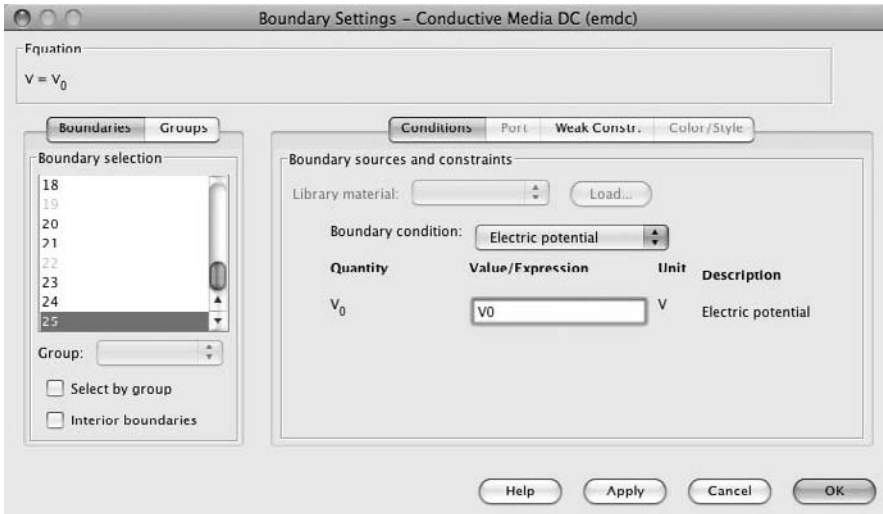 Boundary Settings – Conductive Media DC (emdc)
Equation
V = V0
Boundaries Groups
Boundary selection
18
19
20
21
22
23
24
25
Group:
Select by group
Interior boundaries
Conditions Port Weak Constr. Color/Style
Boundary sources and constraints
Library material: Load...
Boundary condition: Electric potential
Quantity Value/Expression Unit Description
V0 V0 V Electric potential
Help Apply Cancel OK